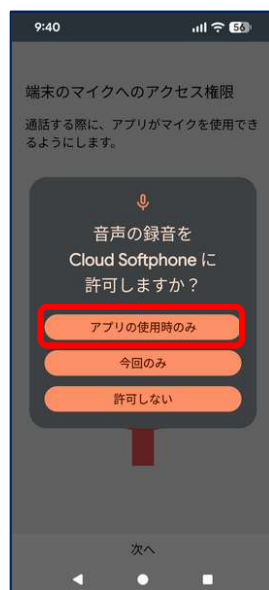 9:40
56
端末のマイクへのアクセス権限
通話する際に、アプリがマイクを使用でき
るようにします。
音声の録音を
Cloud Softphone に
許可しますか？
アプリの使用時のみ
今回のみ
許可しない
次へ